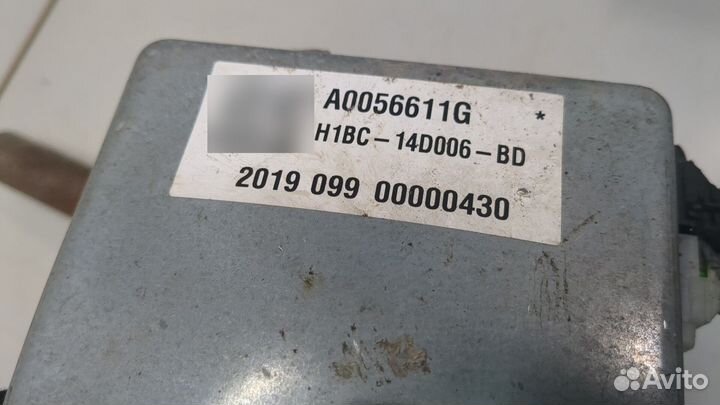 A0056611G *
H1BC-14D006-BD
2019 099 00000430
Avito